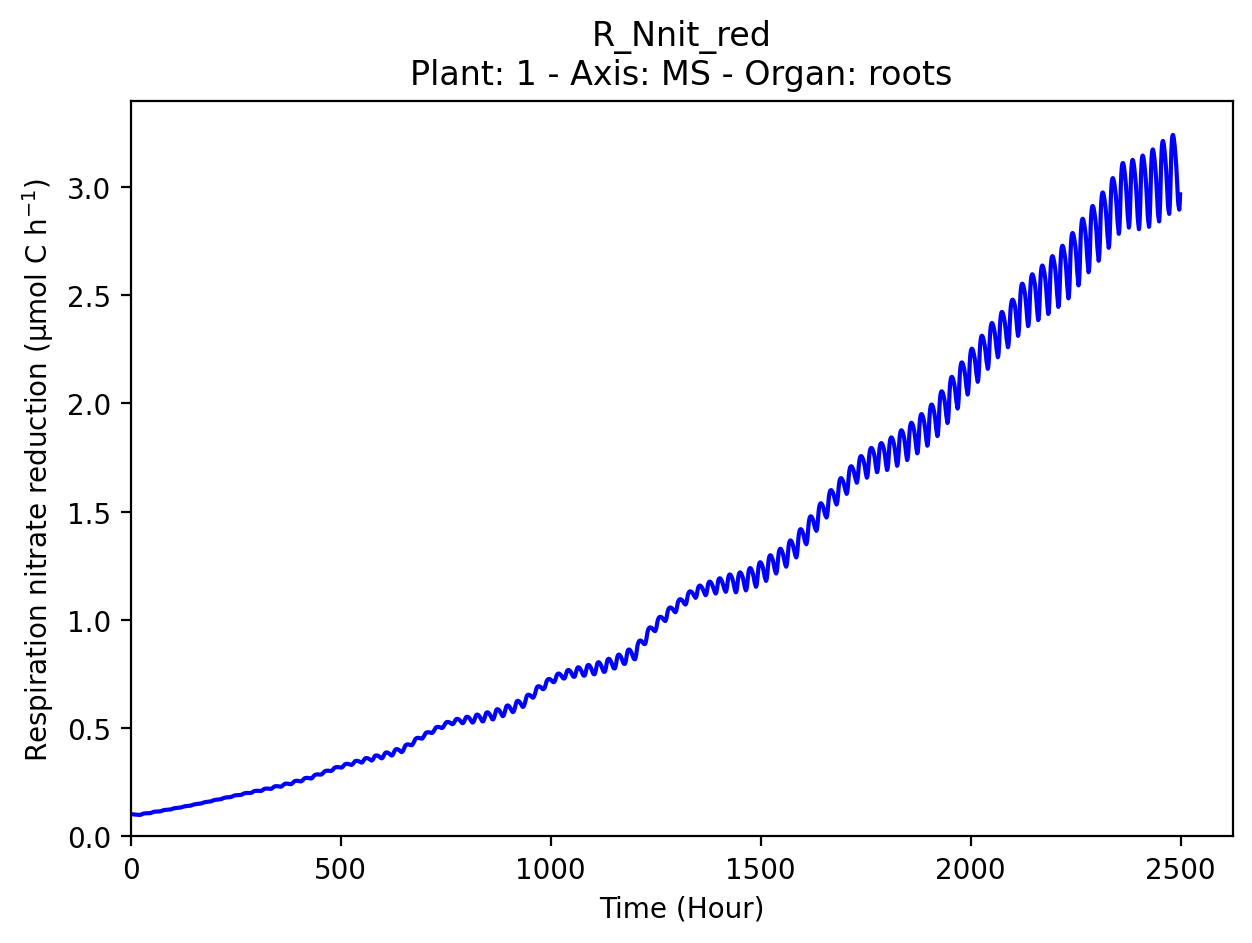 R_Nnit_red
Plant: 1 - Axis: MS - Organ: roots
Respiration nitrate reduction (µmol C h⁻¹)
3.0
2.5
2.0
1.5
1.0
0.5
0.0
0 500 1000 1500 2000 2500
Time (Hour)